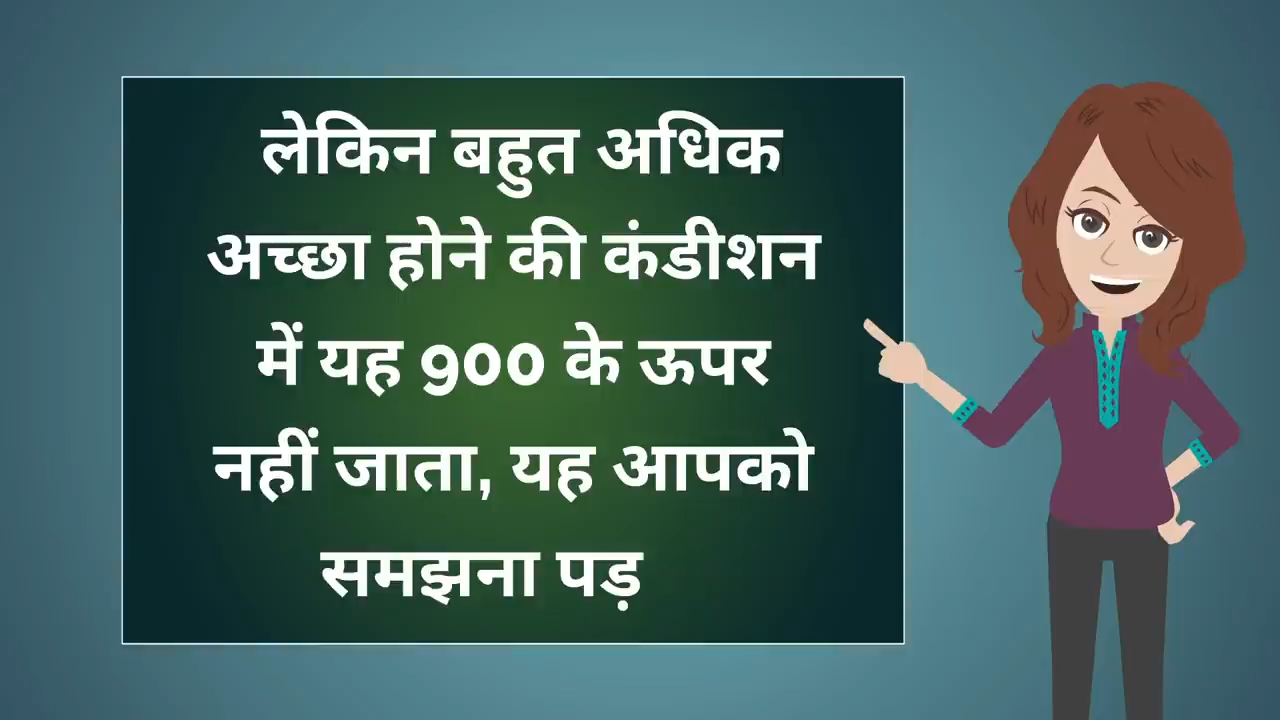 लेकिन बहुत अधिक
अच्छा होने की कंडीशन
में यह 900 के ऊपर
नहीं जाता, यह आपको
समझना पड़